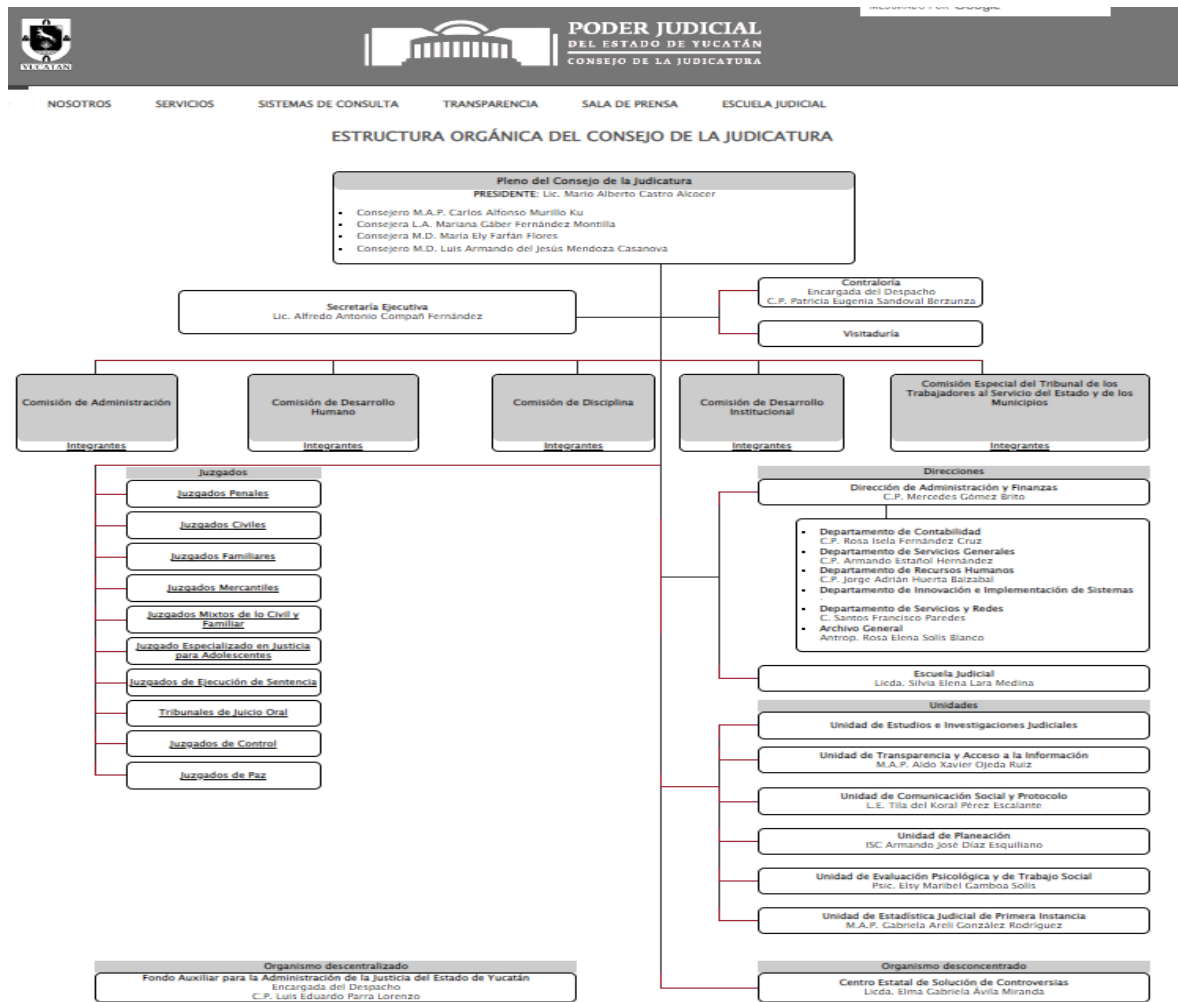 YUCATÁN
PODER JUDICIAL
DEL ESTADO DE YUCATÁN
CONSEJO DE LA JUDICATURA
Google
NOSOTROS SERVICIOS SISTEMAS DE CONSULTA TRANSPARENCIA SALA DE PRENSA ESCUELA JUDICIAL
ESTRUCTURA ORGÁNICA DEL CONSEJO DE LA JUDICATURA
Pleno del Consejo de la Judicatura
PRESIDENTE: Lic. Mario Alberto Castro Alcocer
Consejero M.A.P. Carlos Alfonso Murillo Ku
Consejera L.A. Mariana Gáber Fernández Montilla
Consejera M.D. María Ely Farfán Flores
Consejero M.D. Luis Armando del Jesús Mendoza Casanova
Secretaría Ejecutiva
Lic. Alfredo Antonio Compañ Fernández
Contraloría
Encargada del Despacho
C.P. Patricia Eugenia Sandoval Berzunza
Visitaduría
Comisión de Administración
Integrantes
Comisión de Desarrollo
Humano
Integrantes
Comisión de Disciplina
Integrantes
Comisión de Desarrollo
Institucional
Integrantes
Comisión Especial del Tribunal de los
Trabajadores al Servicio del Estado y de los
Municipios
Integrantes
Juzgados
Juzgados Penales
Juzgados Civiles
Juzgados Familiares
Juzgados Mercantiles
Juzgados Mixtos de lo Civil y
Familiar
Juzgado Especializado en Justicia
para Adolescentes
Juzgados de Ejecución de Sentencia
Tribunales de Juicio Oral
Juzgados de Control
Juzgados de Paz
Direcciones
Dirección de Administración y Finanzas
C.P. Mercedes Gómez Brito
Departamento de Contabilidad
C.P. Rosa Isela Fernández Cruz
Departamento de Servicios Generales
C.P. Armando Estañol Hernández
Departamento de Recursos Humanos
C.P. Jorge Adrián Huerta Baizabal
Departamento de Innovación e Implementación de Sistemas
.
Departamento de Servicios y Redes
C. Santos Francisco Paredes
Archivo General
Antrop. Rosa Elena Solís Blanco
Escuela Judicial
Licda. Silvia Elena Lara Medina
Unidades
Unidad de Estudios e Investigaciones Judiciales
Unidad de Transparencia y Acceso a la Información
M.A.P. Aldo Xavier Ojeda Ruiz
Unidad de Comunicación Social y Protocolo
L.E. Tila del Koral Pérez Escalante
Unidad de Planeación
ISC Armando José Díaz Esquiliano
Unidad de Evaluación Psicológica y de Trabajo Social
Psic. Elsy Maribel Gamboa Solís
Unidad de Estadística Judicial de Primera Instancia
M.A.P. Gabriela Areli González Rodríguez
Organismo descentralizado
Fondo Auxiliar para la Administración de la Justicia del Estado de Yucatán
Encargada del Despacho
C.P. Luis Eduardo Parra Lorenzo
Organismo desconcentrado
Centro Estatal de Solución de Controversias
Licda. Elma Gabriela Ávila Miranda